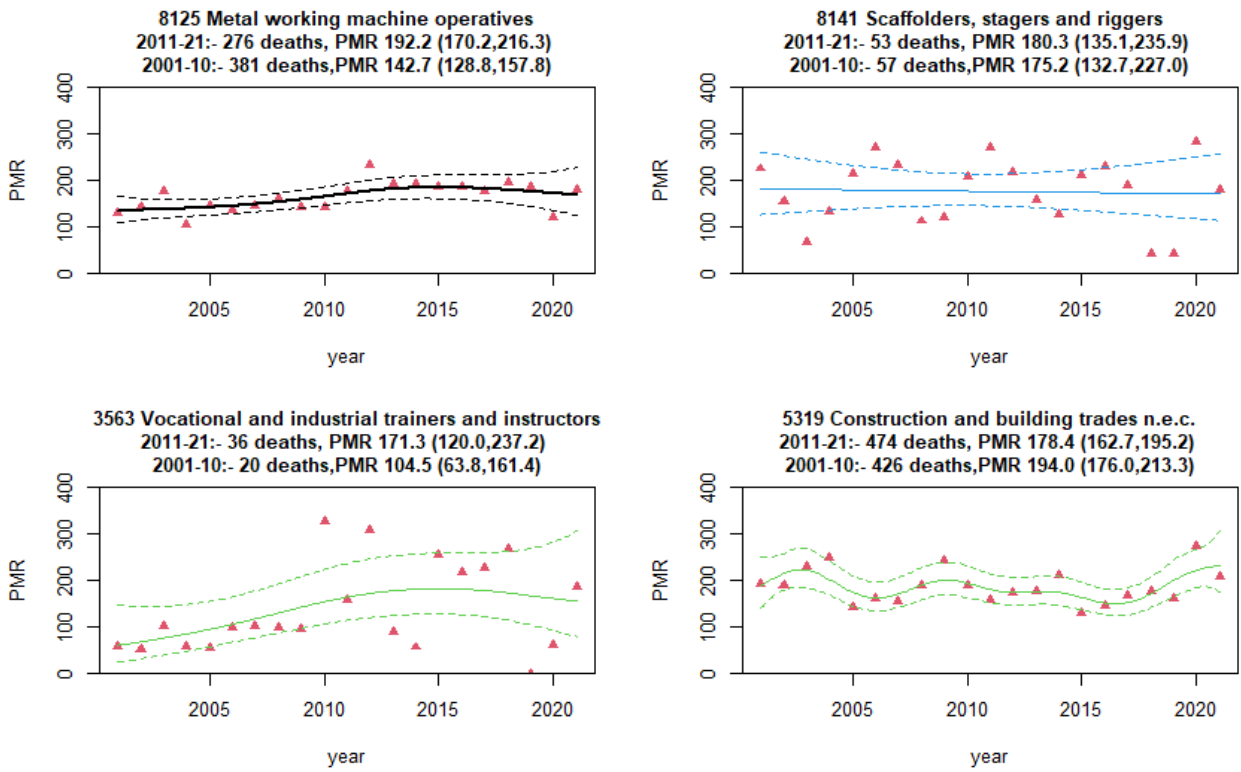 8125 Metal working machine operatives
2011-21:- 276 deaths, PMR 192.2 (170.2,216.3)
2001-10:- 381 deaths,PMR 142.7 (128.8,157.8)
400
300
200
100
0
PMR
2005 2010 2015 2020
year
8141 Scaffolders, stagers and riggers
2011-21:- 53 deaths, PMR 180.3 (135.1,235.9)
2001-10:- 57 deaths,PMR 175.2 (132.7,227.0)
400
300
200
100
0
PMR
2005 2010 2015 2020
year
3563 Vocational and industrial trainers and instructors
2011-21:- 36 deaths, PMR 171.3 (120.0,237.2)
2001-10:- 20 deaths,PMR 104.5 (63.8,161.4)
400
300
200
100
0
PMR
2005 2010 2015 2020
year
5319 Construction and building trades n.e.c.
2011-21:- 474 deaths, PMR 178.4 (162.7,195.2)
2001-10:- 426 deaths,PMR 194.0 (176.0,213.3)
400
300
200
100
0
PMR
2005 2010 2015 2020
year